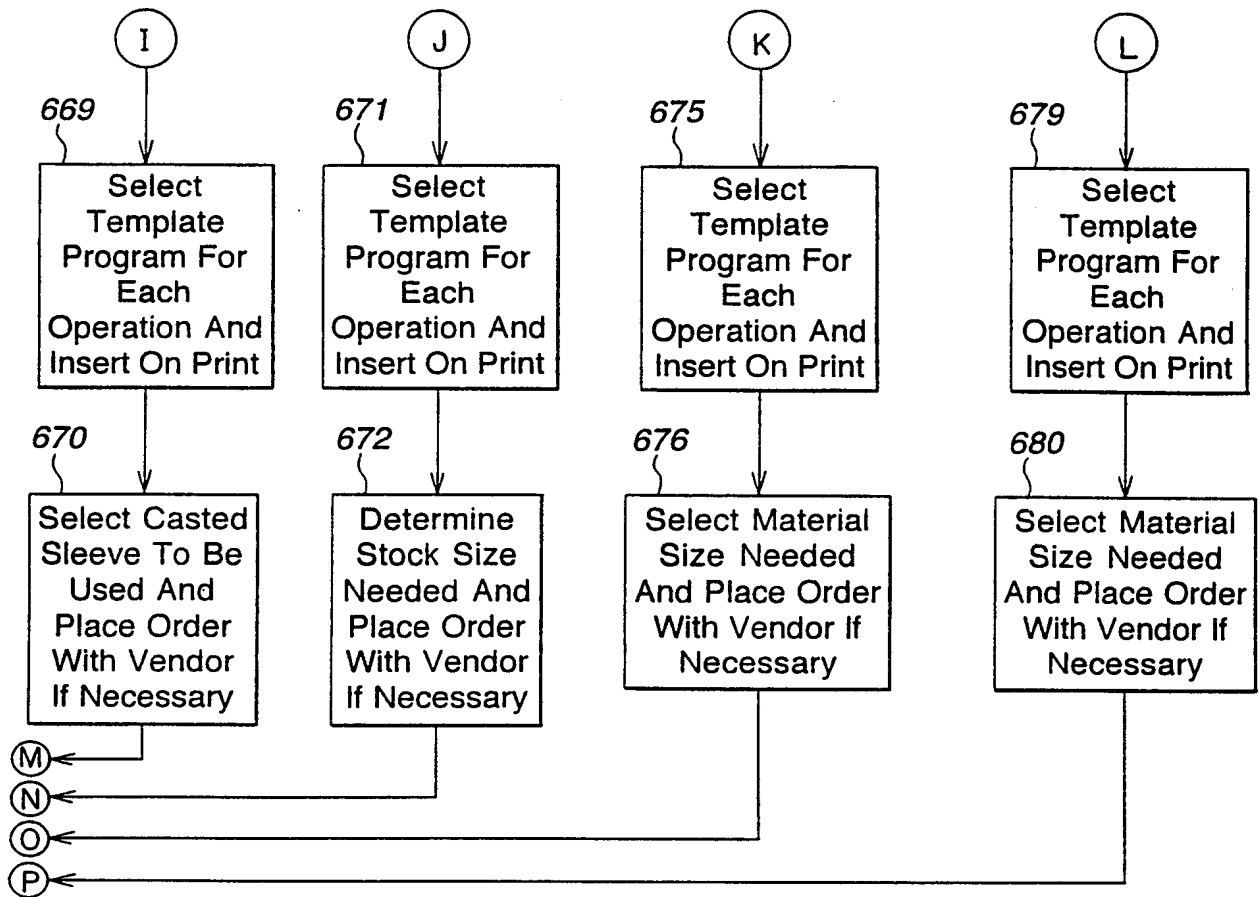 I
J
K
L
669
Select
Template
Program For
Each
Operation And
Insert On Print
671
Select
Template
Program For
Each
Operation And
Insert On Print
675
Select
Template
Program For
Each
Operation And
Insert On Print
679
Select
Template
Program For
Each
Operation And
Insert On Print
670
Select Casted
Sleeve To Be
Used And
Place Order
With Vendor
If Necessary
672
Determine
Stock Size
Needed And
Place Order
With Vendor
If Necessary
676
Select Material
Size Needed
And Place Order
With Vendor If
Necessary
680
Select Material
Size Needed
And Place Order
With Vendor If
Necessary
M
N
O
P